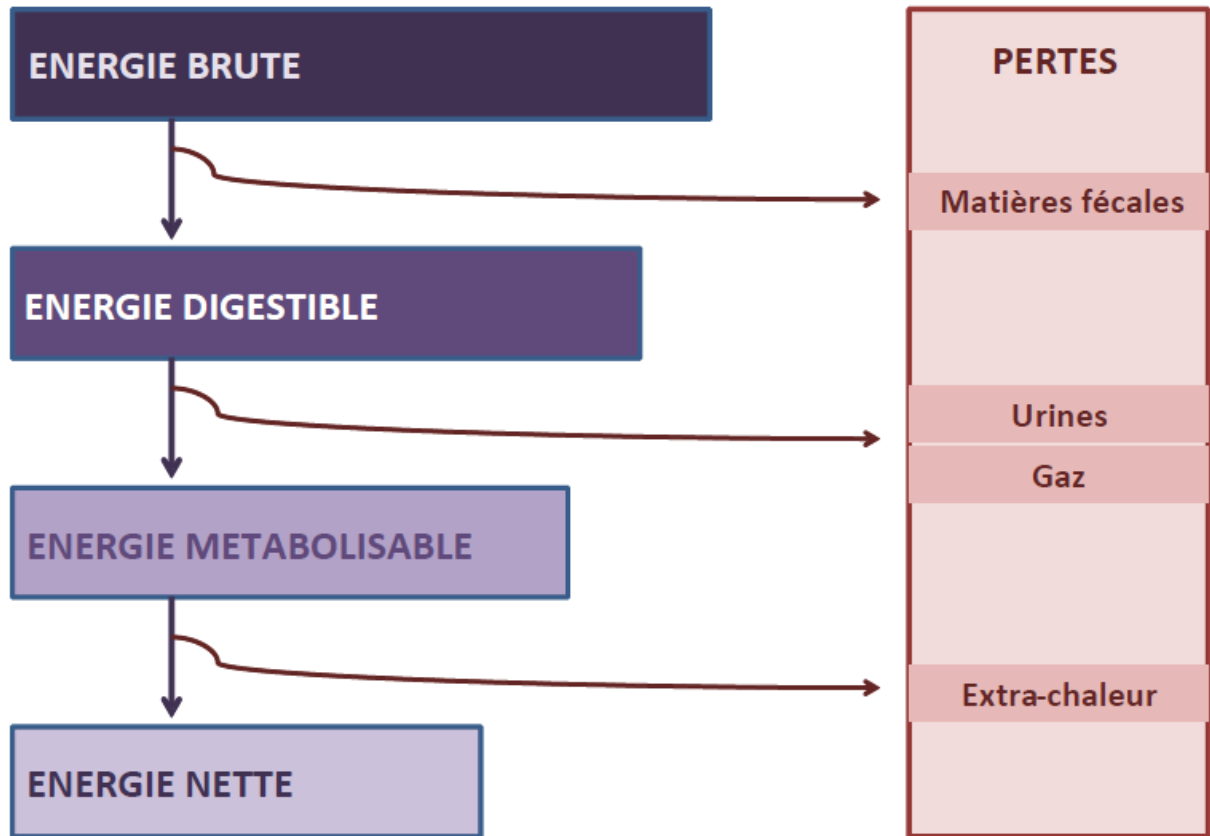 ENERGIE BRUTE
PERTES
Matières fécales
ENERGIE DIGESTIBLE
Urines
Gaz
ENERGIE METABOLISABLE
Extra-chaleur
ENERGIE NETTE